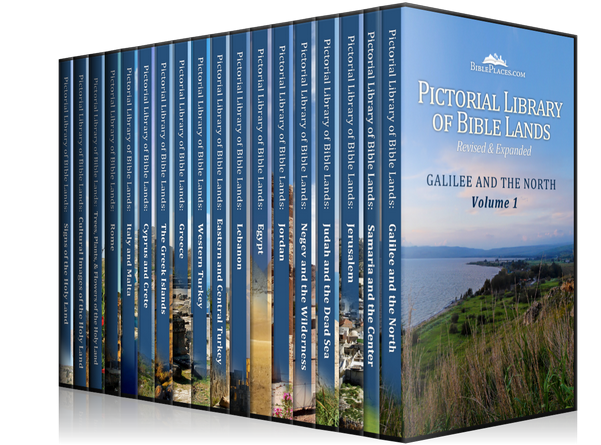 BIBLEPLACES.COM
PICTORIAL LIBRARY
OF BIBLE LANDS
Revised & Expanded
GALILEE AND THE NORTH
Volume 1
Pictorial Library of Bible Lands: Signs of the Holy Land
Pictorial Library of Bible Lands: Cultural Images of the Holy Land
Pictorial Library of Bible Lands: Trees, Plants, & Flowers of the Holy Land
Pictorial Library of Bible Lands: Rome
Pictorial Library of Bible Lands: Italy and Malta
Pictorial Library of Bible Lands: Cyprus and Crete
Pictorial Library of Bible Lands: The Greek Islands
Pictorial Library of Bible Lands: Greece
Pictorial Library of Bible Lands: Western Turkey
Pictorial Library of Bible Lands: Eastern and Central Turkey
Pictorial Library of Bible Lands: Lebanon
Pictorial Library of Bible Lands: Egypt
Pictorial Library of Bible Lands: Jordan
Pictorial Library of Bible Lands: Negev and the Wilderness
Pictorial Library of Bible Lands: Judah and the Dead Sea
Pictorial Library of Bible Lands: Jerusalem
Pictorial Library of Bible Lands: Samaria and the Center
Pictorial Library of Bible Lands: Galilee and the North